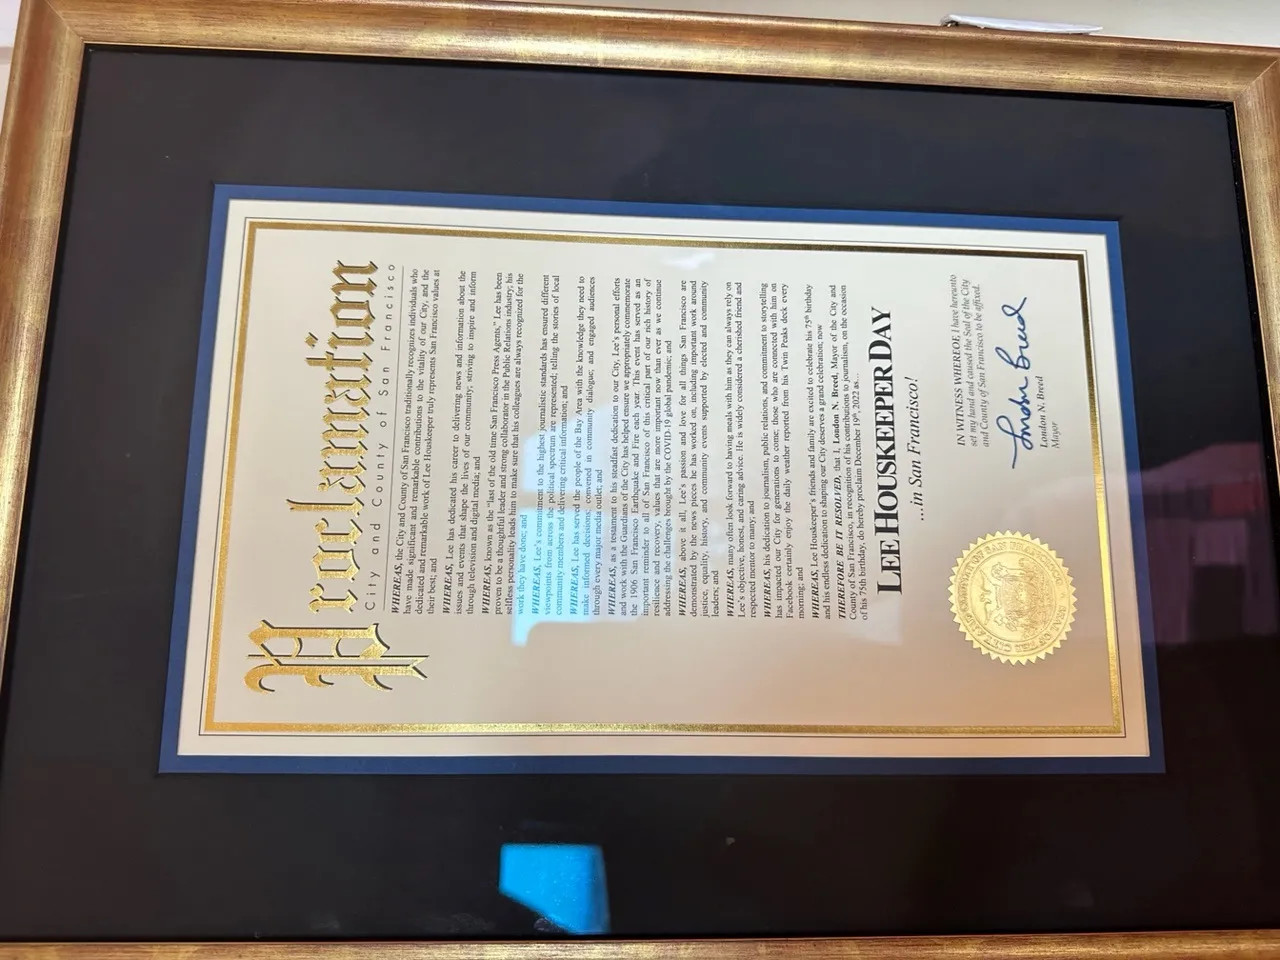 Proclamation
City and County of San Francisco
WHEREAS, the City and County of San Francisco traditionally recognizes individuals who
have made significant and remarkable contributions to the vitality of our City, and the
dedicated and remarkable work of Lee Houskeeper truly represents San Francisco values at
their best; and
WHEREAS, Lee has dedicated his career to delivering news and information about the
issues and events that shape the lives of our community; striving to inspire and inform
through television and digital media; and
WHEREAS, known as the "last of the old time San Francisco Press Agents," Lee has been
proven to be a thoughtful leader and strong collaborator in the Public Relations industry; his
selfless personality leads him to make sure that his colleagues are always recognized for the
work they have done; and
WHEREAS, Lee's commitment to the highest journalistic standards has ensured different
viewpoints from across the political spectrum are represented; telling the stories of local
community members and delivering critical information; and
WHEREAS, Lee has served the people of the Bay Area with the knowledge they need to
make informed decisions, convened in community dialogue; and engaged audiences
through every major media outlet; and
WHEREAS, as a testament to his steadfast dedication to our City, Lee's personal efforts
and work with the Guardians of the City has helped ensure we appropriately commemorate
the 1906 San Francisco Earthquake and Fire each year. This event has served as an
important reminder to all of San Francisco of this critical part of our rich history of
resilience and recovery, values that are more important now than ever as we continue
addressing the challenges brought by the COVID-19 global pandemic; and
WHEREAS, above it all, Lee's passion and love for all things San Francisco are
demonstrated by the news pieces he has worked on, including important work around
justice, equality, history, and community events supported by elected and community
leaders; and
WHEREAS, many often look forward to having meals with him as they can always rely on
Lee's objective, honest, and caring advice. He is widely considered a cherished friend and
respected mentor to many; and
WHEREAS, his dedication to journalism, public relations, and commitment to storytelling
has impacted our City for generations to come; those who are connected with him on
Facebook certainly enjoy the daily weather reported from his Twin Peaks deck every
morning; and
WHEREAS, Lee Houskeeper's friends and family are excited to celebrate his 75th birthday
and his endless dedication to shaping our City deserves a grand celebration; now
THEREFORE BE IT RESOLVED, that I, London N. Breed, Mayor of the City and
County of San Francisco, in recognition of his contributions to journalism, on the occasion
of his 75th birthday, do hereby proclaim December 19th, 2022 as...
LEE HOUSKEEPER DAY
...in San Francisco!
IN WITNESS WHEREOF, I have hereunto
set my hand and caused the Seal of the City
and County of San Francisco to be affixed.
London Breed
London N. Breed
Mayor